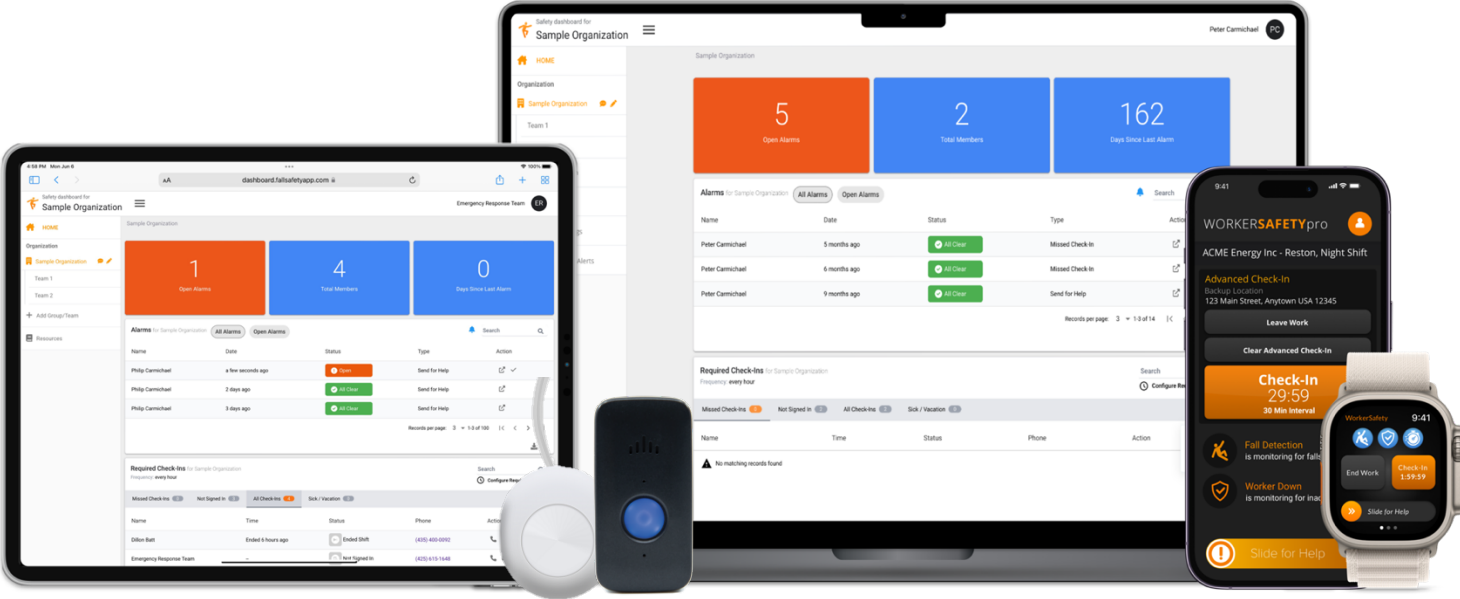 Safety dashboard for
Sample Organization
Peter Carmichael
PC
HOME
Organization
Sample Organization
Team 1
Alerts
Sample Organization
5
Open Alarms
2
Total Members
162
Days Since Last Alarm
Alarms for Sample Organization
All Alarms
Open Alarms
Search
Name Date Status Type
Peter Carmichael 5 months ago All Clear Missed Check-In
Peter Carmichael 6 months ago All Clear Missed Check-In
Peter Carmichael 9 months ago All Clear Send for Help
Records per page: 3 1-3 of 14
Required Check-Ins for Sample Organization
Search
Frequency: every hour
Configure
Missed Check-Ins Not Signed In All Check-Ins Sick / Vacation
Name Time Status Phone Action
No matching records found
4:58 PM Mon Jun 6
100%
AA
dashboard.fallsafetyapp.com
Safety dashboard for
Sample Organization
Emergency Response Team
ER
HOME
Organization
Sample Organization
Team 1
Team 2
Add Group/Team
Resources
Sample Organization
1
Open Alarms
4
Total Members
0
Days Since Last Alarm
Alarms for Sample Organization
All Alarms
Open Alarms
Search
Name Date Status Type Action
Philip Carmichael a few seconds ago Open Send for Help
Philip Carmichael 2 days ago All Clear Send for Help
Philip Carmichael 3 days ago All Clear Send for Help
Records per page: 3 1-3 of 100
Required Check-Ins for Sample Organization
Search
Frequency: every hour
Configure
Missed Check-Ins Not Signed In All Check-Ins Sick / Vacation
Name Time Status Phone
Dillon Batt Ended 6 hours ago Ended Shift (435) 400-0092
Emergency Response Team – Not Signed In (425) 615-1648
9:41
WORKERSAFETYpro
ACME Energy Inc - Reston, Night Shift
Advanced Check-In
Backup Location
123 Main Street, Anytown USA 12345
Leave Work
Clear Advanced Check-In
Check-In
29:59
30 Min Interval
Fall Detection
is monitoring for falls
Worker Down
is monitoring for
Slide for Help
WorkerSafety
9:41
End Work
Check-In
1:59:59
Slide for Help